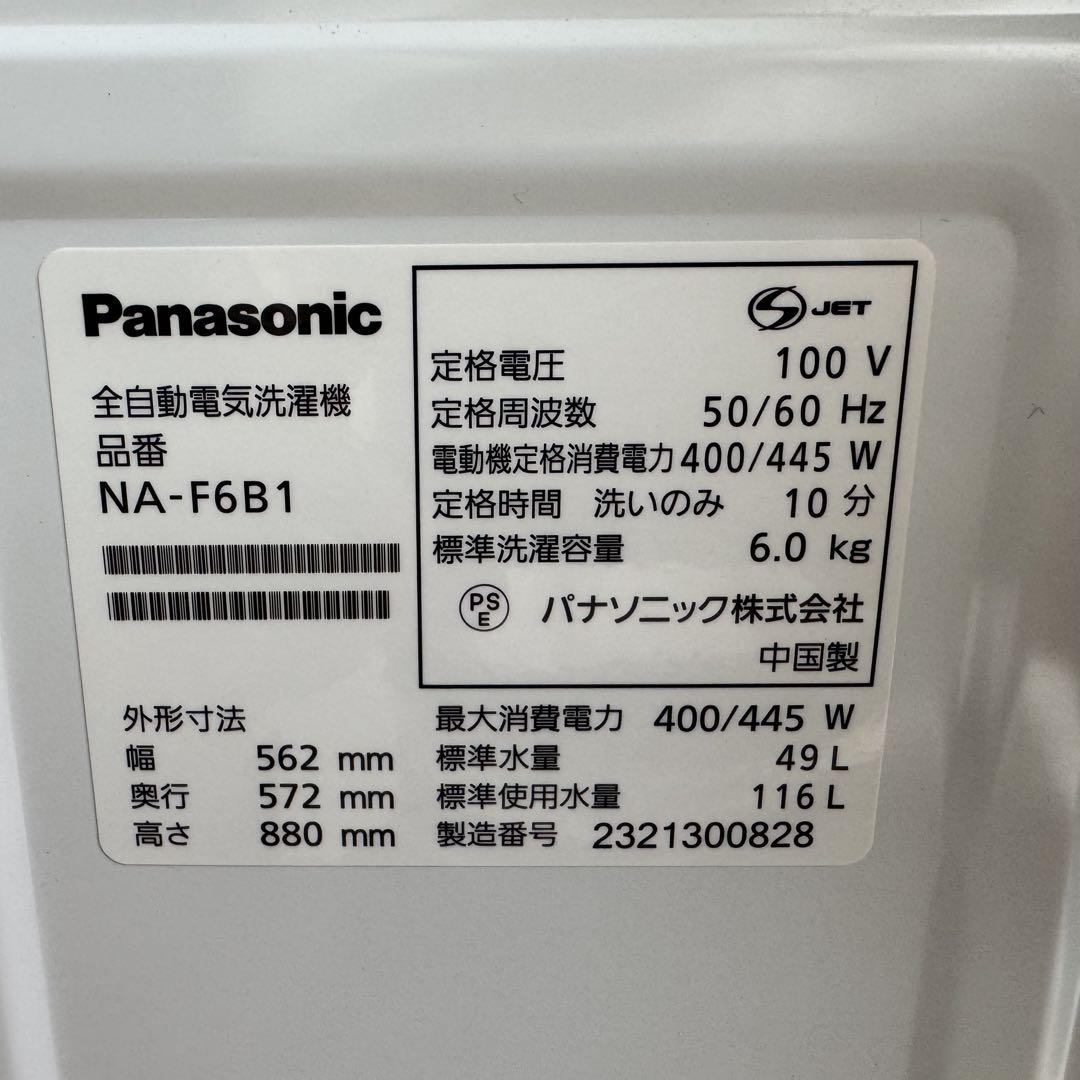 Panasonic
全自動電気洗濯機
品番
NA-F6B1
S JET
定格電圧 100 V
定格周波数 50/60 Hz
電動機定格消費電力 400/445 W
定格時間 洗いのみ 10 分
標準洗濯容量 6.0 kg
PSE パナソニック株式会社
中国製
外形寸法
幅 562 mm
奥行 572 mm
高さ 880 mm
最大消費電力 400/445 W
標準水量 49 L
標準使用水量 116 L
製造番号 2321300828